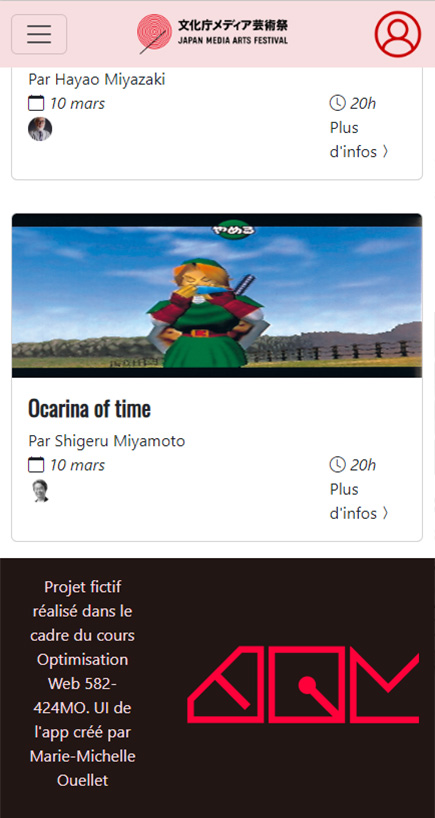 文化庁メディア芸術祭
JAPAN MEDIA ARTS FESTIVAL
Par Hayao Miyazaki
10 mars
20h
Plus
d'infos 〉
やめる
Ocarina of time
Par Shigeru Miyamoto
10 mars
20h
Plus
d'infos 〉
Projet fictif
réalisé dans le
cadre du cours
Optimisation
Web 582-
424MO. UI de
l'app créé par
Marie-Michelle
Ouellet